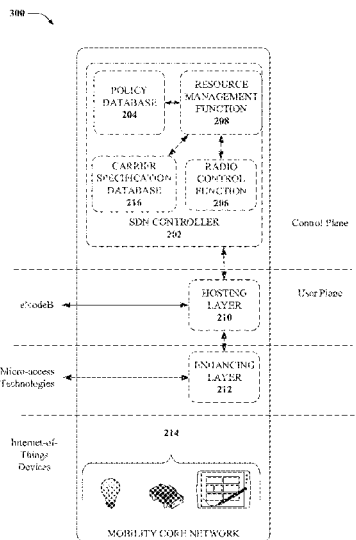 300
POLICY
DATABASE
204
RESOURCE
MANAGEMENT
FUNCTION
208
CARRIER
SPECIFICATION
DATABASE
216
RADIO
CONTROL
FUNCTION
206
SDN CONTROLLER
202
Control Plane
User Plane
eNodeB
HOSTING
LAYER
210
Micro-access
Technologies
ENHANCING
LAYER
212
Internet-of-
Things
Devices
214
MOBILITY CORE NETWORK